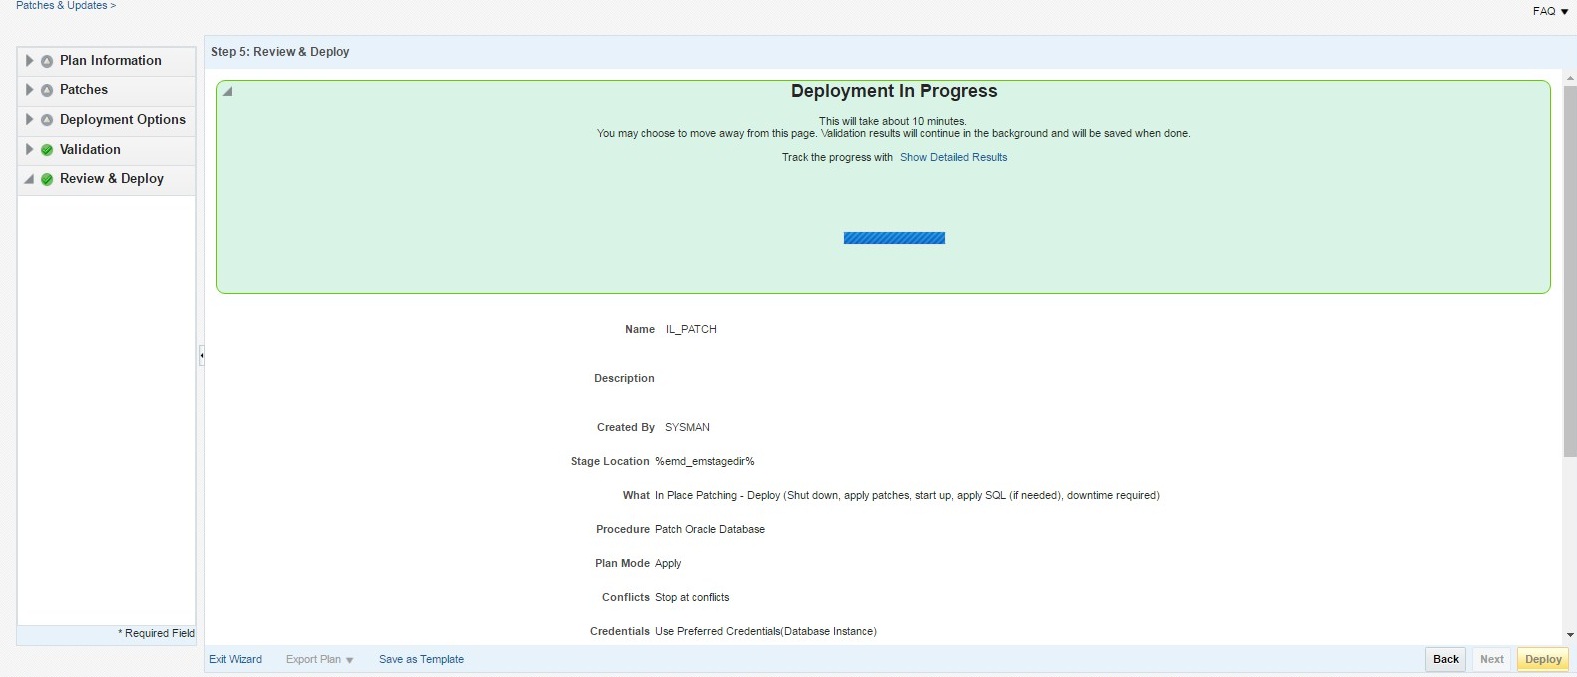 Patches & Updates >
FAQ
Plan Information
Patches
Deployment Options
Validation
Review & Deploy
* Required Field
Step 5: Review & Deploy
Deployment In Progress
This will take about 10 minutes.
You may choose to move away from this page. Validation results will continue in the background and will be saved when done.
Track the progress with Show Detailed Results
Name IL_PATCH
Description
Created By SYSMAN
Stage Location %emd_emstagedir%
What In Place Patching - Deploy (Shut down, apply patches, start up, apply SQL (if needed), downtime required)
Procedure Patch Oracle Database
Plan Mode Apply
Conflicts Stop at conflicts
Credentials Use Preferred Credentials(Database Instance)
Exit Wizard Export Plan Save as Template Back Next Deploy